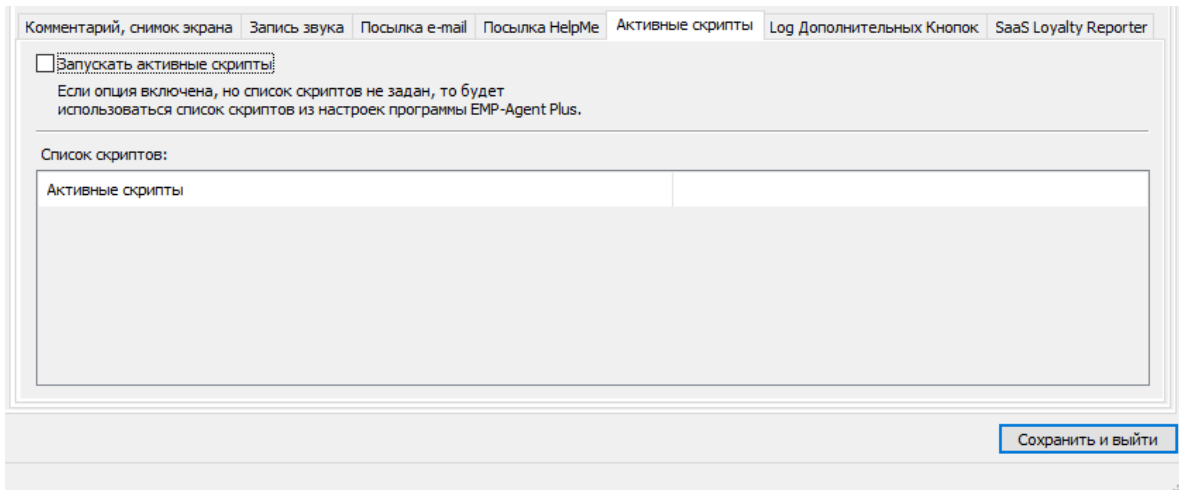 Комментарий, снимок экрана Запись звука Посылка e-mail Посылка HelpMe Активные скрипты Log Дополнительных Кнопок SaaS Loyalty Reporter
Запускать активные скрипты
Если опция включена, но список скриптов не задан, то будет
использоваться список скриптов из настроек программы EMP-Agent Plus.
Список скриптов:
Активные скрипты
Сохранить и выйти